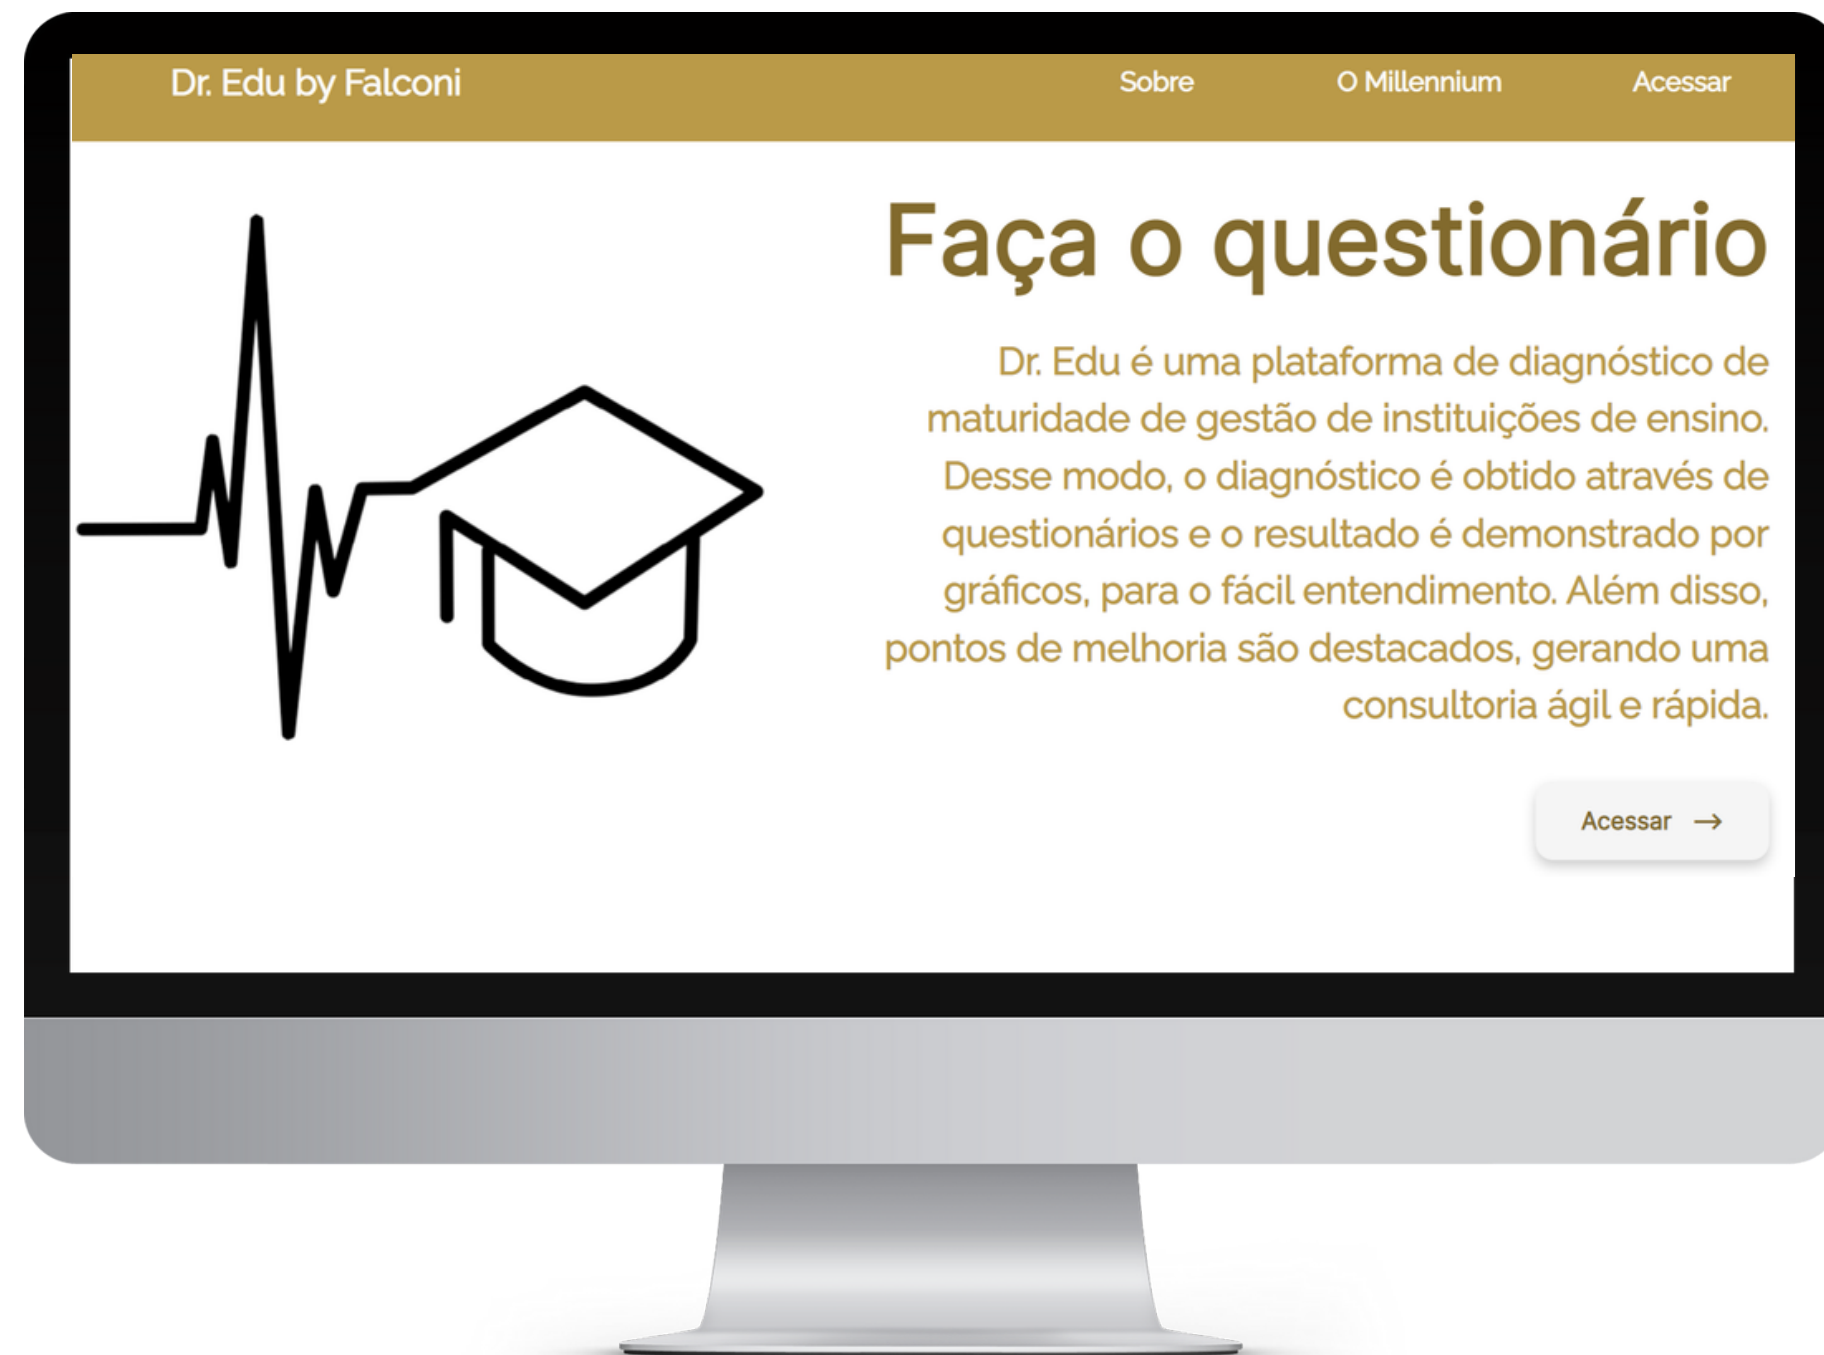 Dr. Edu by Falconi
Sobre
O Millennium
Acessar
Faça o questionário
Dr. Edu é uma plataforma de diagnóstico de
maturidade de gestão de instituições de ensino.
Desse modo, o diagnóstico é obtido através de
questionários e o resultado é demonstrado por
gráficos, para o fácil entendimento. Além disso,
pontos de melhoria são destacados, gerando uma
consultoria ágil e rápida.
Acessar →